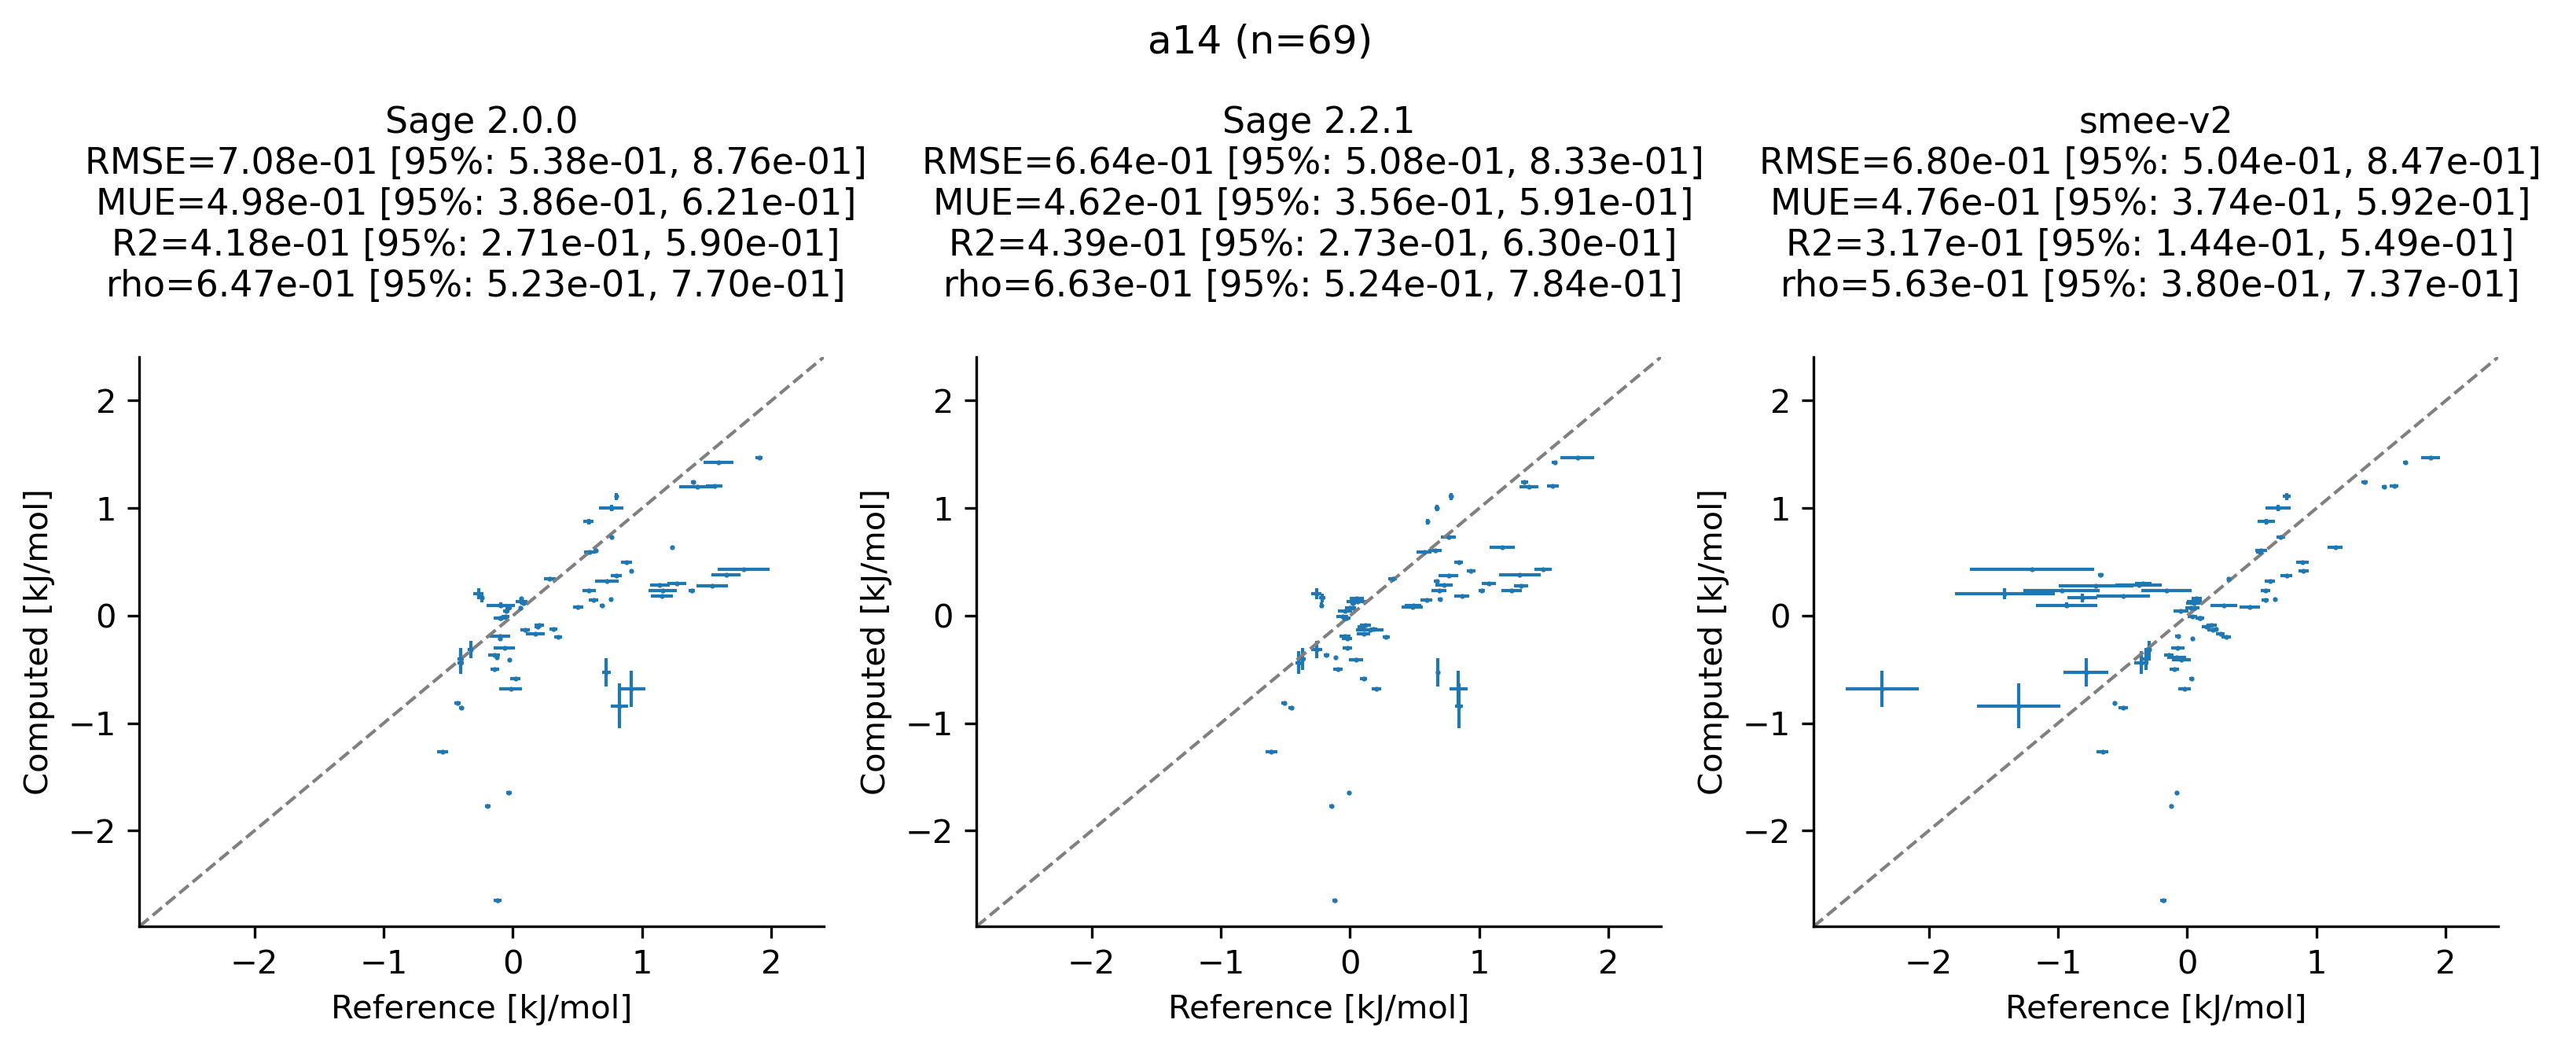 a14 (n=69)
Sage 2.0.0
RMSE=7.08e-01 [95%: 5.38e-01, 8.76e-01]
MUE=4.98e-01 [95%: 3.86e-01, 6.21e-01]
R2=4.18e-01 [95%: 2.71e-01, 5.90e-01]
rho=6.47e-01 [95%: 5.23e-01, 7.70e-01]
Computed [kJ/mol]
2
1
0
−1
−2
−2 −1 0 1 2
Reference [kJ/mol]
Sage 2.2.1
RMSE=6.64e-01 [95%: 5.08e-01, 8.33e-01]
MUE=4.62e-01 [95%: 3.56e-01, 5.91e-01]
R2=4.39e-01 [95%: 2.73e-01, 6.30e-01]
rho=6.63e-01 [95%: 5.24e-01, 7.84e-01]
Computed [kJ/mol]
2
1
0
−1
−2
−2 −1 0 1 2
Reference [kJ/mol]
smee-v2
RMSE=6.80e-01 [95%: 5.04e-01, 8.47e-01]
MUE=4.76e-01 [95%: 3.74e-01, 5.92e-01]
R2=3.17e-01 [95%: 1.44e-01, 5.49e-01]
rho=5.63e-01 [95%: 3.80e-01, 7.37e-01]
Computed [kJ/mol]
2
1
0
−1
−2
−2 −1 0 1 2
Reference [kJ/mol]